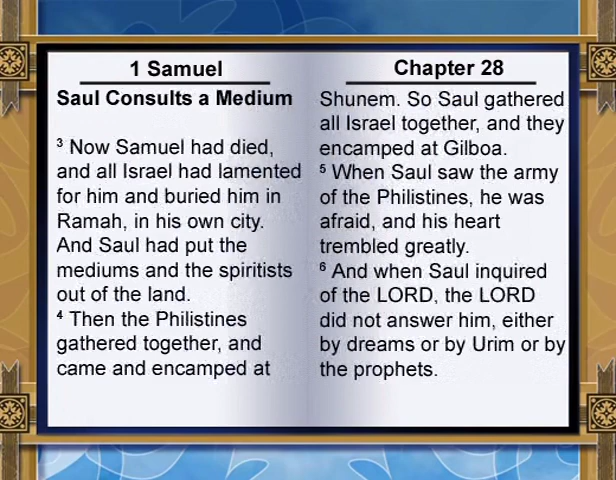 1 Samuel
Saul Consults a Medium
3 Now Samuel had died,
and all Israel had lamented
for him and buried him in
Ramah, in his own city.
And Saul had put the
mediums and the spiritists
out of the land.
4 Then the Philistines
gathered together, and
came and encamped at
Chapter 28
Shunem. So Saul gathered
all Israel together, and they
encamped at Gilboa.
5 When Saul saw the army
of the Philistines, he was
afraid, and his heart
trembled greatly.
6 And when Saul inquired
of the LORD, the LORD
did not answer him, either
by dreams or by Urim or by
the prophets.